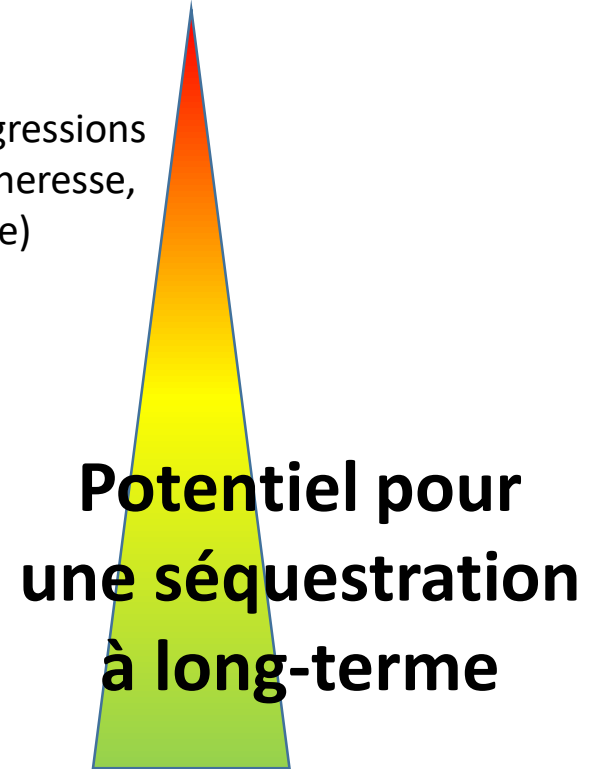 gressions
heresse,
e)
Potentiel pour
une séquestration
à long-terme